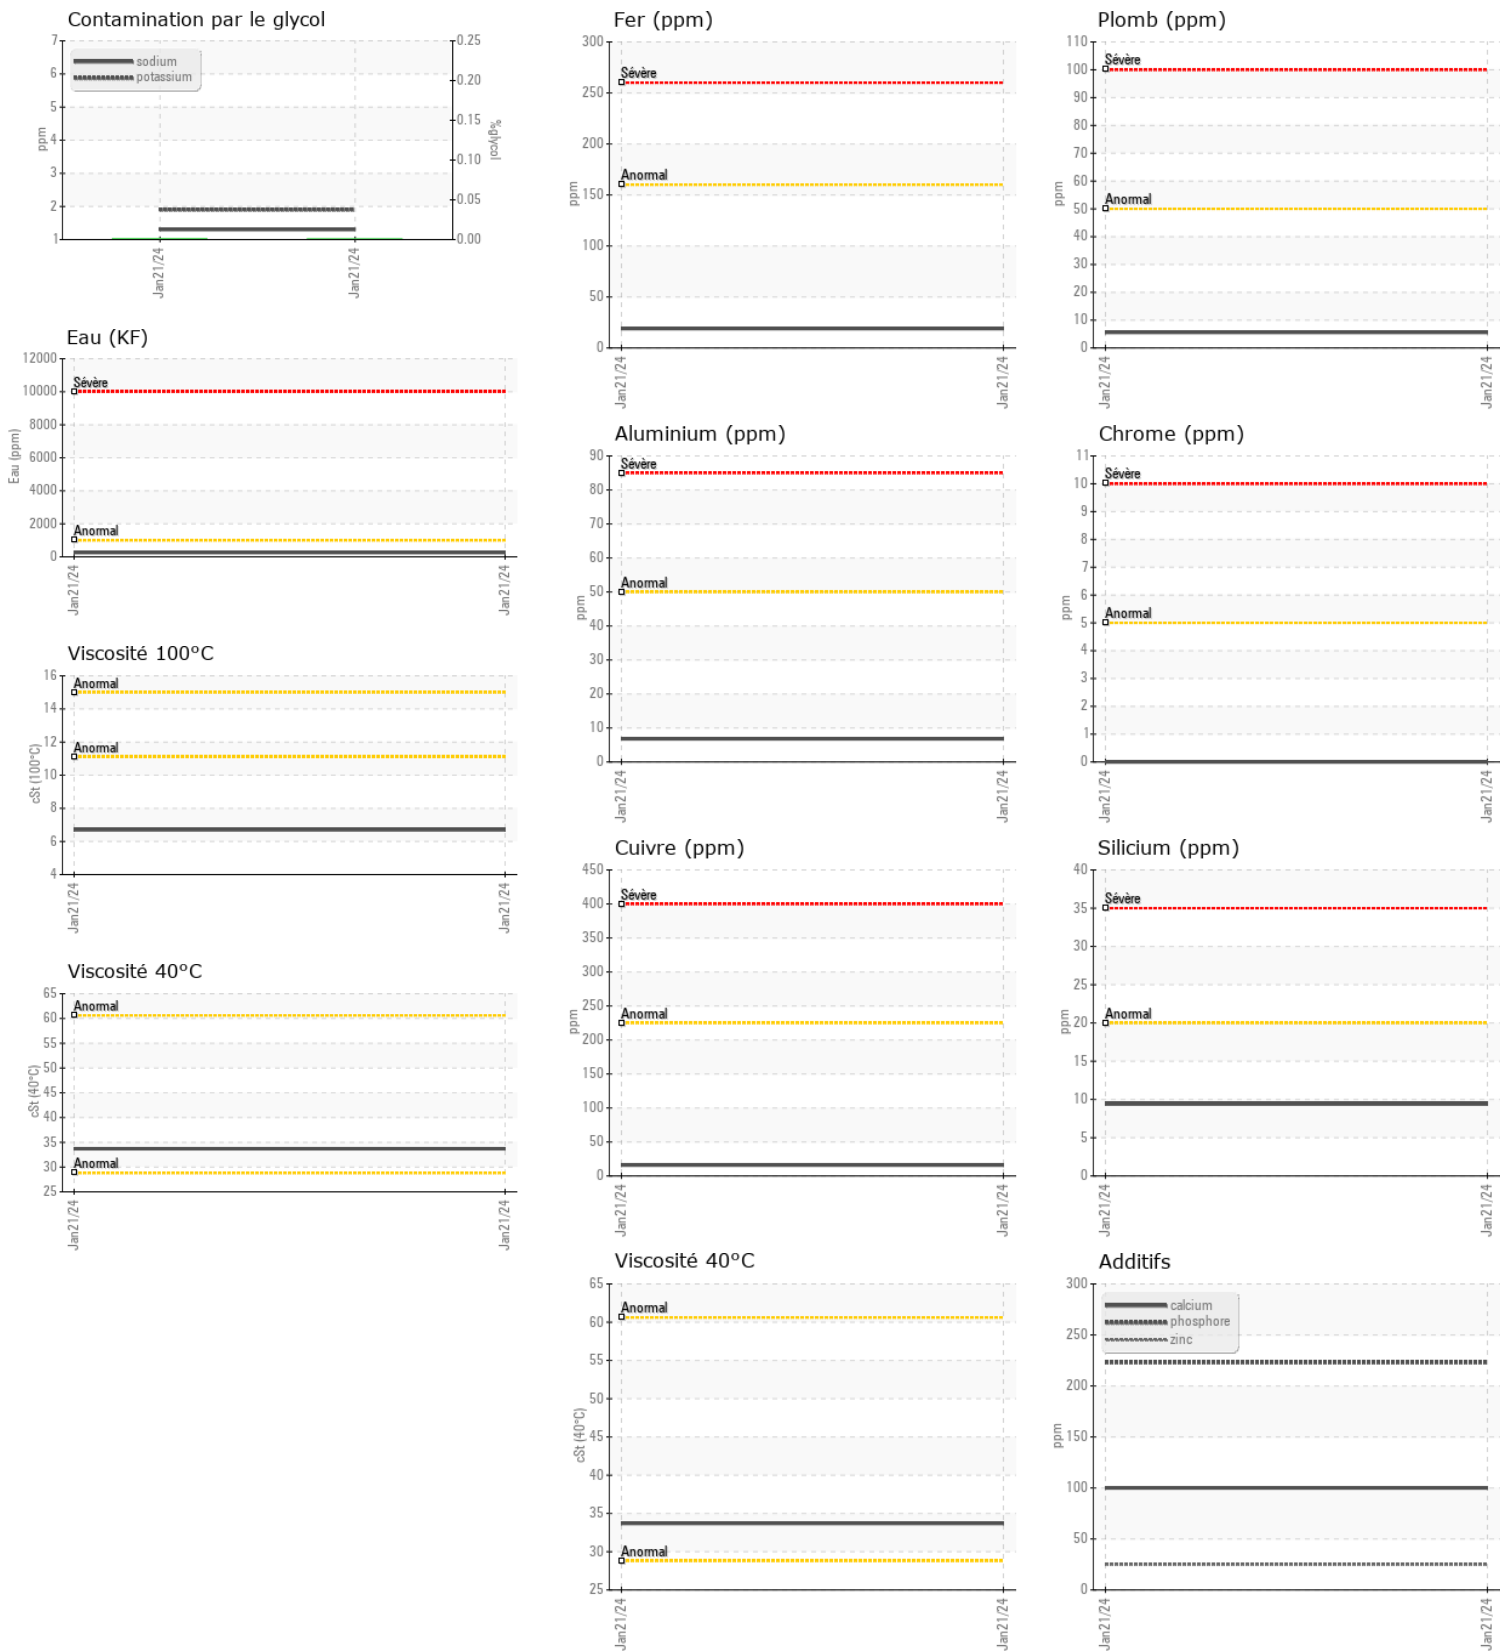 Contamination par le glycol
7
6
5
4
3
2
1
ppm
sodium
potassium
0.25
0.20
0.15
0.10
0.05
0.00
%glycol
Jan21/24
Jan21/24
Eau (KF)
12000
10000
8000
6000
4000
2000
0
Eau (ppm)
Sévère
Anormal
Jan21/24
Jan21/24
Viscosité 100°C
16
14
12
10
8
6
4
cSt (100°C)
Anormal
Anormal
Jan21/24
Jan21/24
Viscosité 40°C
65
60
55
50
45
40
35
30
25
cSt (40°C)
Anormal
Anormal
Jan21/24
Jan21/24
Fer (ppm)
300
250
200
150
100
50
0
ppm
Sévère
Anormal
Jan21/24
Jan21/24
Plomb (ppm)
110
100
90
80
70
60
50
40
30
20
10
0
ppm
Sévère
Anormal
Jan21/24
Jan21/24
Aluminium (ppm)
90
80
70
60
50
40
30
20
10
0
ppm
Sévère
Anormal
Jan21/24
Jan21/24
Chrome (ppm)
11
10
9
8
7
6
5
4
3
2
1
0
ppm
Sévère
Anormal
Jan21/24
Jan21/24
Cuivre (ppm)
450
400
350
300
250
200
150
100
50
0
ppm
Sévère
Anormal
Jan21/24
Jan21/24
Silicium (ppm)
40
35
30
25
20
15
10
5
0
ppm
Sévère
Anormal
Jan21/24
Jan21/24
Viscosité 40°C
65
60
55
50
45
40
35
30
25
cSt (40°C)
Anormal
Anormal
Jan21/24
Jan21/24
Additifs
300
250
200
150
100
50
0
ppm
calcium
phosphore
zinc
Jan21/24
Jan21/24